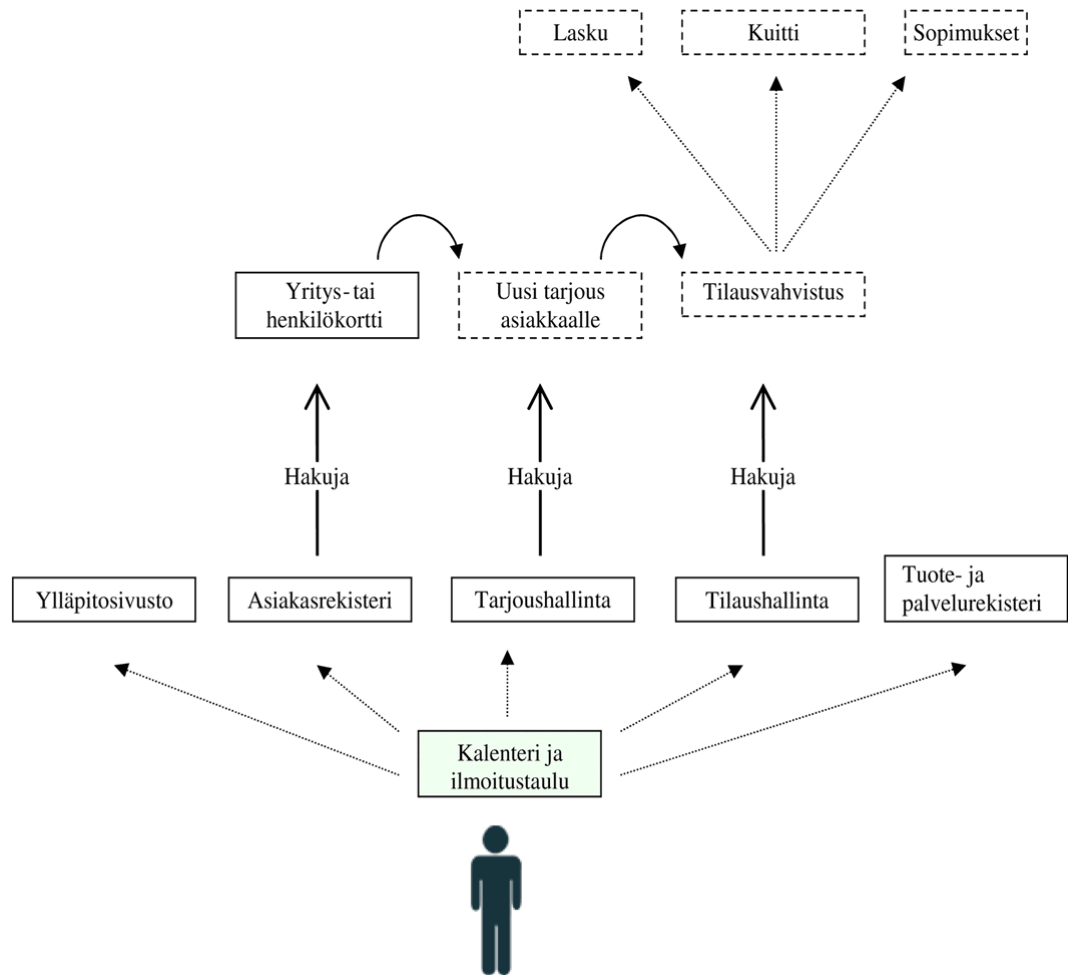 Lasku
Kuitti
Sopimukset
Yritys- tai
henkilökortti
Uusi tarjous
asiakkaalle
Tilausvahvistus
Hakuja
Hakuja
Hakuja
Ylläpitosivusto
Asiakasrekisteri
Tarjoushallinta
Tilaushallinta
Tuote- ja
palvelurekisteri
Kalenteri ja
ilmoitustaulu